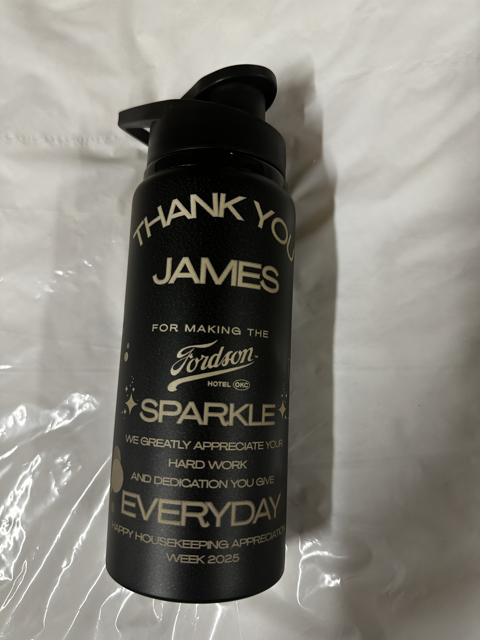 THANK YOU
JAMES
FOR MAKING THE
Fordson
HOTEL OKC
SPARKLE
WE GREATLY APPRECIATE YOUR
HARD WORK
AND DEDICATION YOU GIVE
EVERYDAY
HAPPY HOUSEKEEPING APPRECIATION
WEEK 2025